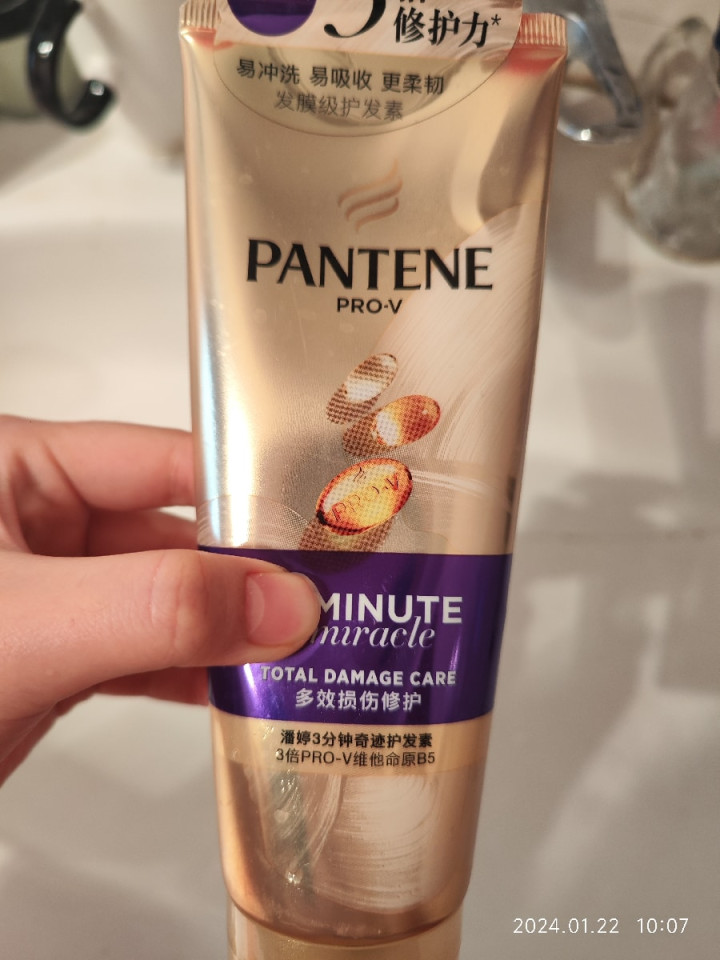 修护力*
易冲洗 易吸收 更柔韧
发膜级护发素
PANTENE
PRO-V
PRO-V
MINUTE
miracle
TOTAL DAMAGE CARE
多效损伤修护
潘婷3分钟奇迹护发素
3倍PRO-V维他命原B5
2024.01.22 10:07